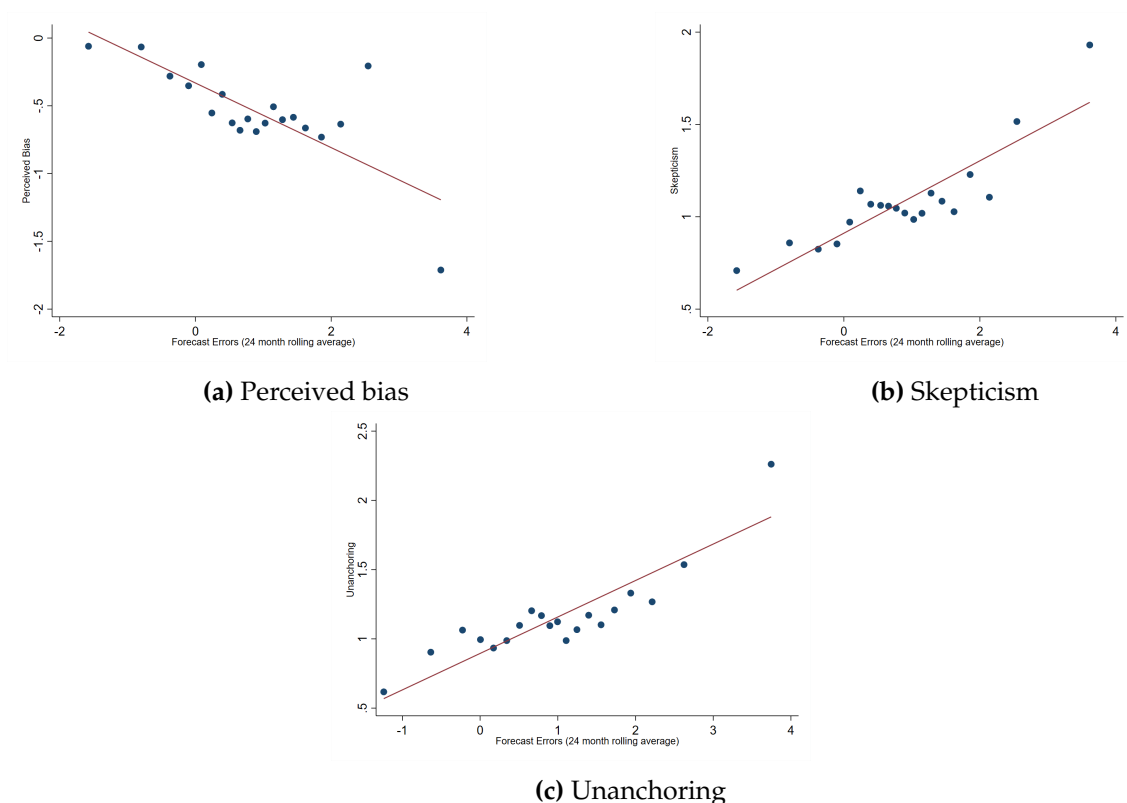 Perceived Bias
0
-.5
-1
-1.5
-2
-2 0 2 4
Forecast Errors (24 month rolling average)
(a) Perceived bias
Skepticism
2
1.5
1
.5
-2 0 2 4
Forecast Errors (24 month rolling average)
(b) Skepticism
Unanchoring
2.5
2
1.5
1
.5
-1 0 1 2 3 4
Forecast Errors (24 month rolling average)
(c) Unanchoring